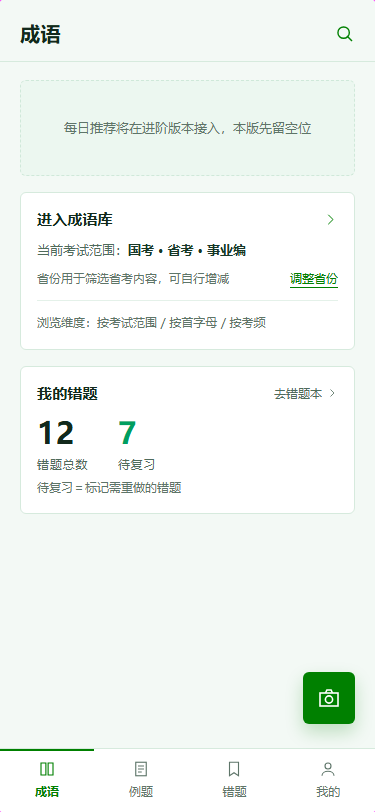 成语
每日推荐将在进阶版本接入，本版先留空位
进入成语库
当前考试范围：国考 • 省考 • 事业编
省份用于筛选省考内容，可自行增减
调整省份
浏览维度：按考试范围 / 按首字母 / 按考频
我的错题
去错题本
12
7
错题总数
待复习
待复习 = 标记需重做的错题
成语
例题
错题
我的